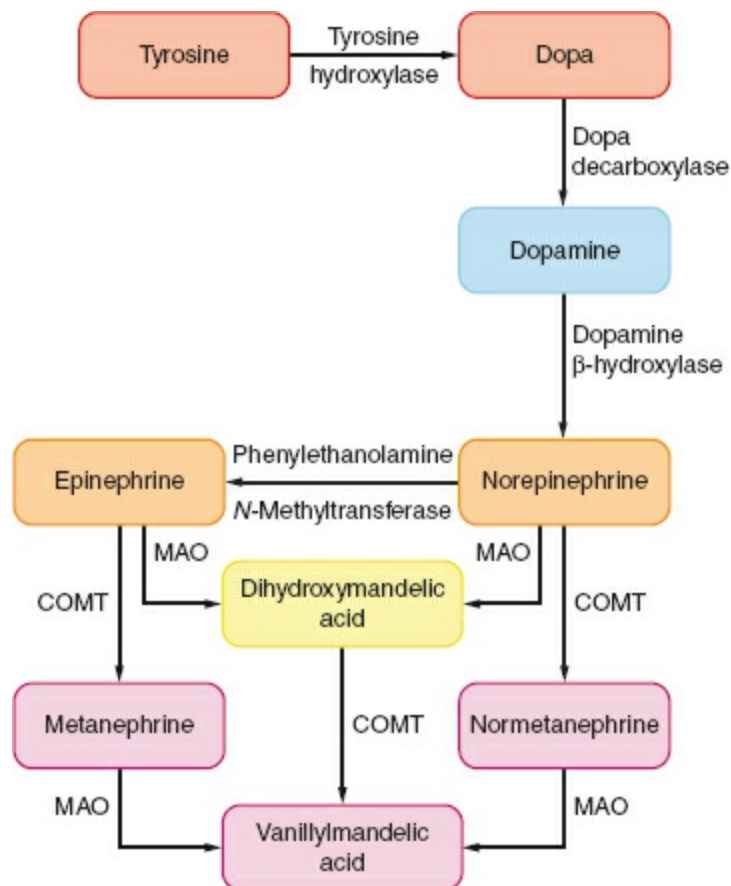 Tyrosine
Tyrosine
hydroxylase
Dopa
Dopa
decarboxylase
Dopamine
Dopamine
β-hydroxylase
Epinephrine
Phenylethanolamine
N-Methyltransferase
Norepinephrine
MAO
MAO
COMT
Dihydroxymandelic
acid
COMT
Metanephrine
COMT
Normetanephrine
MAO
Vanillylmandelic
acid
MAO